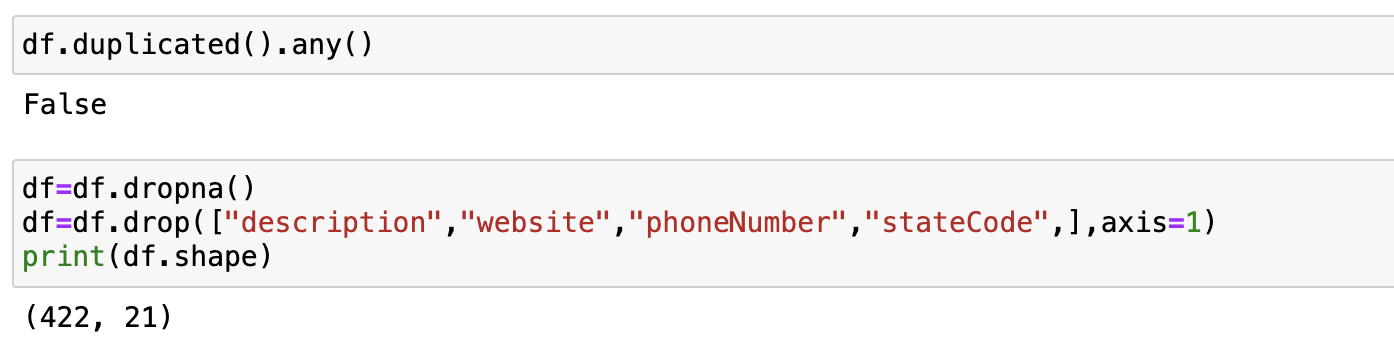 df.duplicated().any()
False
df=df.dropna()
df=df.drop(["description","website","phoneNumber","stateCode",],axis=1)
print(df.shape)
(422, 21)